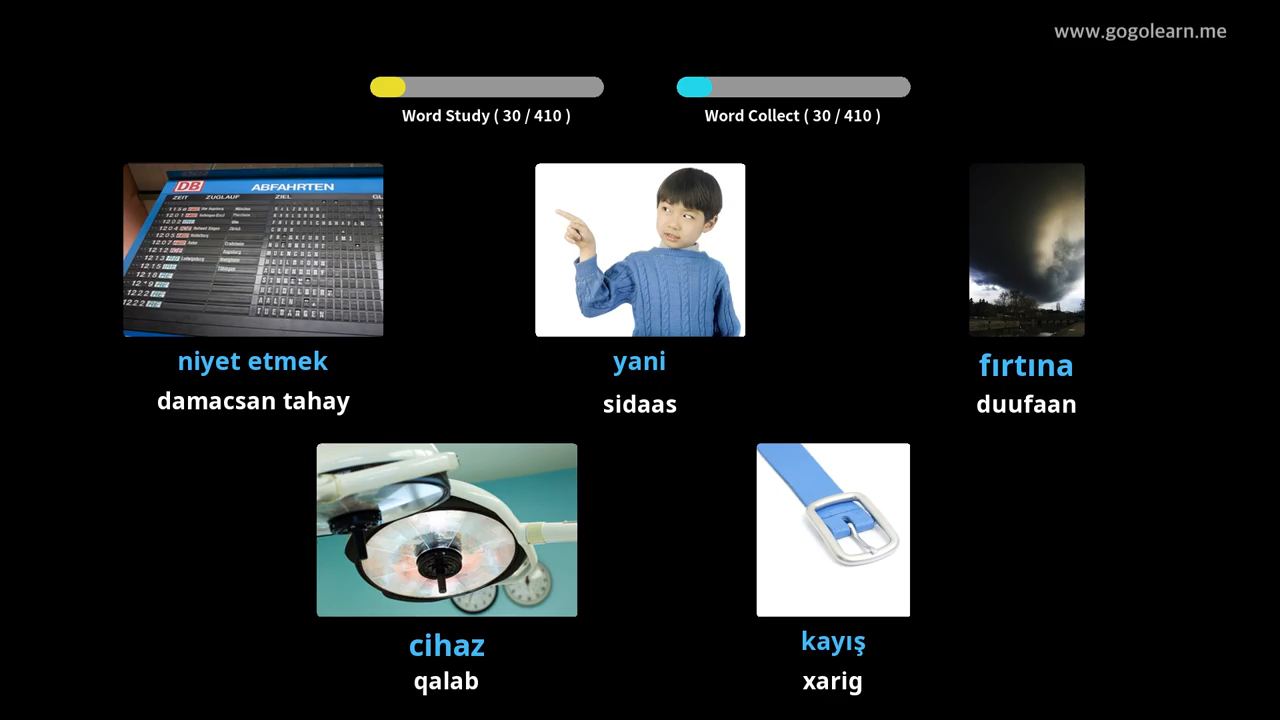 www.gogolearn.me
Word Study ( 30 / 410 )
Word Collect ( 30 / 410 )
DB ABFAHRTEN
ZEIT ZUGLAUF ZIEL
niyet etmek
damacsan tahay
yani
sidaas
fırtına
duufaan
cihaz
qalab
kayış
xarig